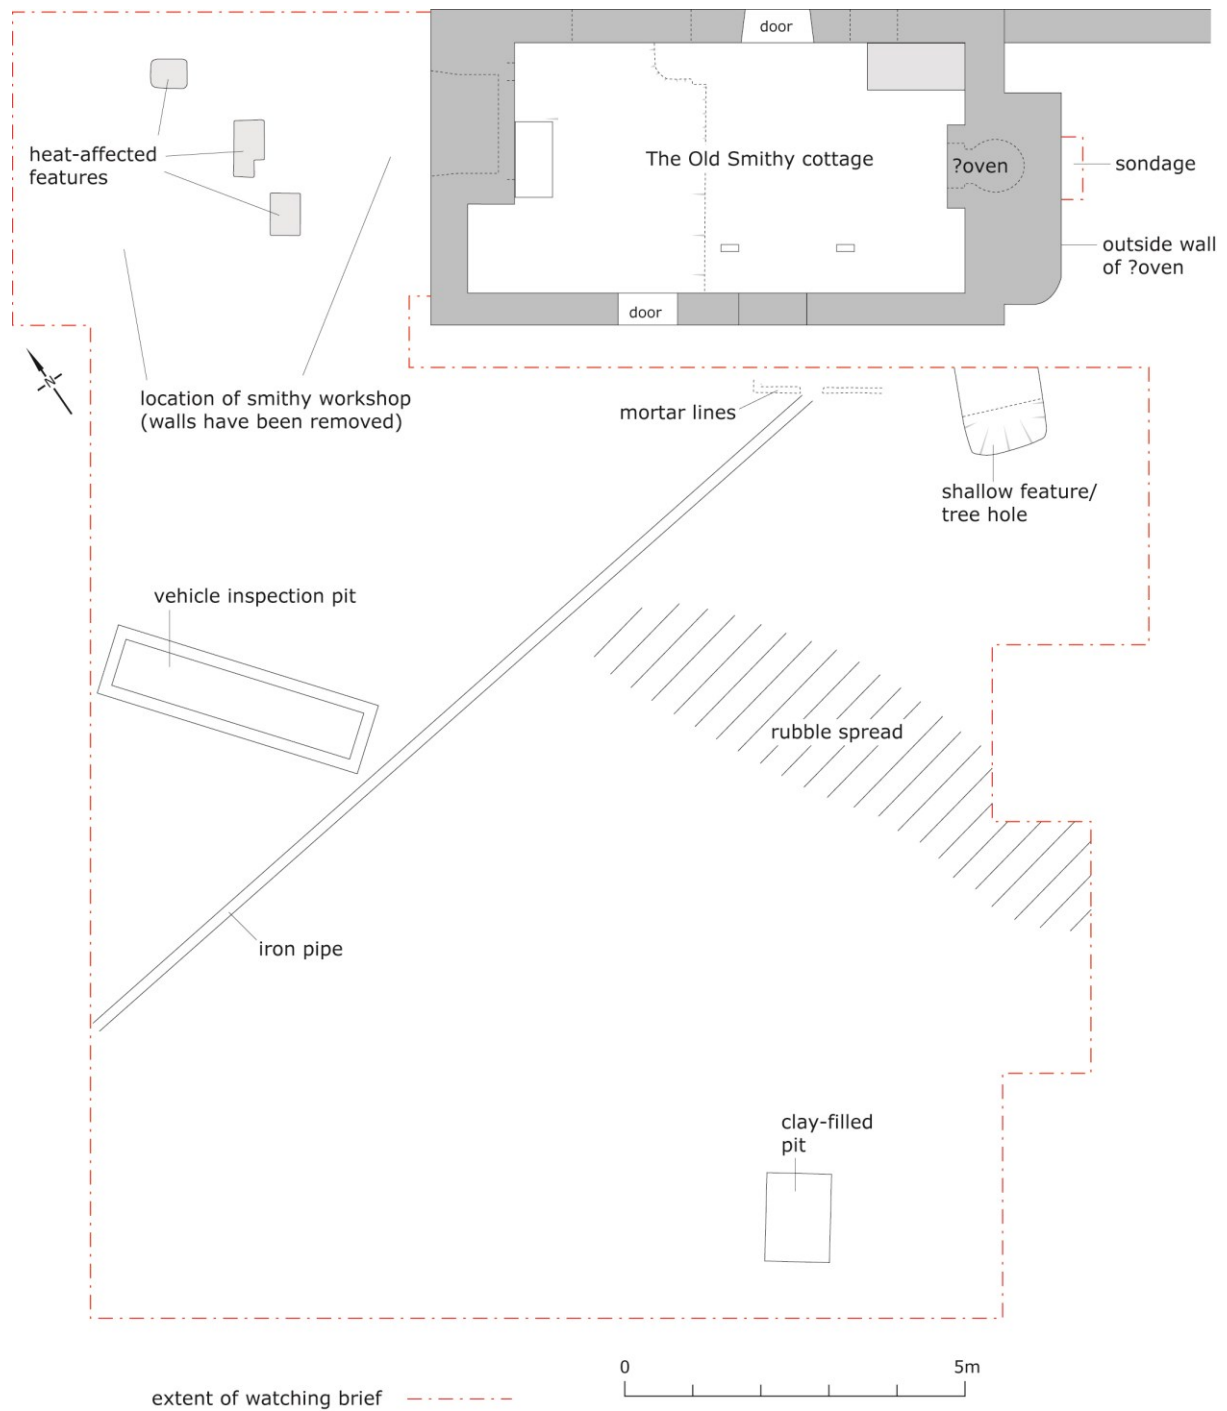 door
heat-affected
features
The Old Smithy cottage
?oven
sondage
outside wall
of ?oven
door
N
location of smithy workshop
(walls have been removed)
mortar lines
shallow feature/
tree hole
vehicle inspection pit
rubble spread
iron pipe
clay-filled
pit
0
5m
extent of watching brief